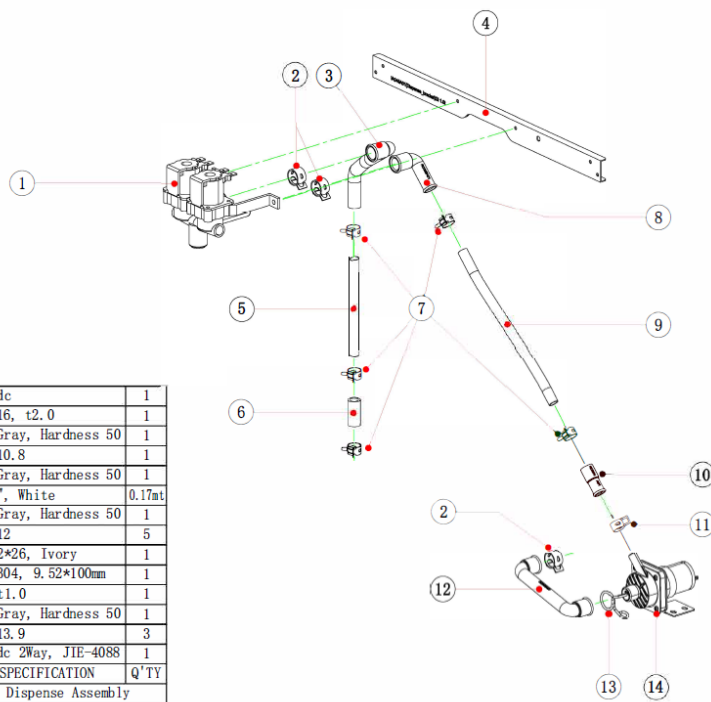 4
2
3
1
8
7
5
9
6
10
2
11
12
13
14
dc 1
16, t2.0 1
Gray, Hardness 50 1
10.8 1
Gray, Hardness 50 1
", White 0.17mt
Gray, Hardness 50 1
12 5
2*26, Ivory 1
304, 9.52*100mm 1
t1.0 1
Gray, Hardness 50 1
13.9 3
dc 2Way, JIE-4088 1
SPECIFICATION Q'TY
Dispense Assembly